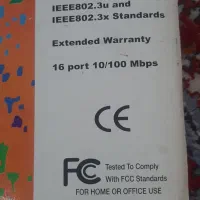 IEEE802.3u and
IEEE802.3x Standards
Extended Warranty
16 port 10/100 Mbps
CE
FC Tested To Comply
With FCC Standards
FOR HOME OR OFFICE USE